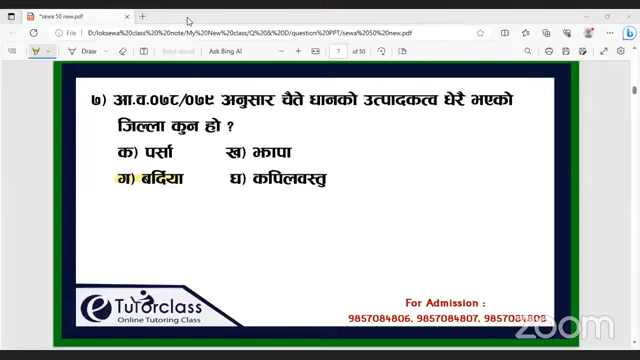 *sewa 50 new.pdf
D:/loksewa%20class%20%20note/My%20New%20class/Q%20&%20D/question%20PPT/sewa%2050%20new.pdf
Ask Bing AI
7 of 50
७) आ.व.०७८/०७९ अनुसार चैते धानको उत्पादकत्व धेरै भएको
जिल्ला कुन हो ?
क) पर्सा ख) झापा
ग) बर्दिया घ) कपिलवस्तु
e TUTORclass
Online Tutoring Class
For Admission :
9857084806, 9857084807, 9857084808
zoom